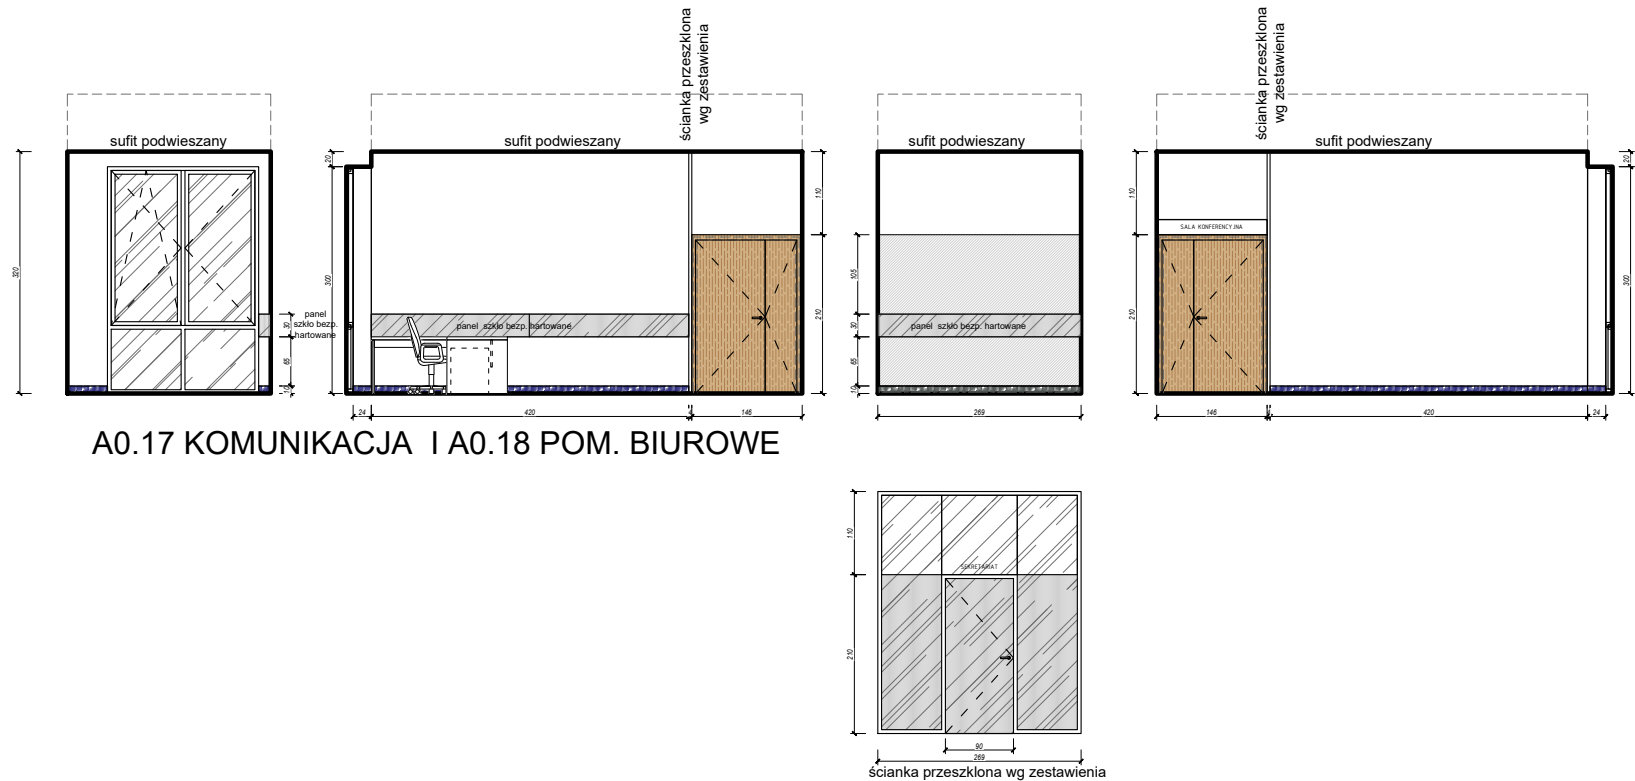 ścianka przeszklona
wg zestawienia
ścianka przeszklona
wg zestawienia
sufit podwieszany
sufit podwieszany
sufit podwieszany
sufit podwieszany
320
20
300
110
210
110
210
20
300
SALA KONFERENCYJNA
panel
szkło bezp.
hartowane
30
65
10
panel szkło bezp. hartowane
105
30
65
10
panel szkło bezp. hartowane
24
420
146
269
146
420
24
A0.17 KOMUNIKACJA I A0.18 POM. BIUROWE
110
210
SEKRETARIAT
90
269
ścianka przeszklona wg zestawienia